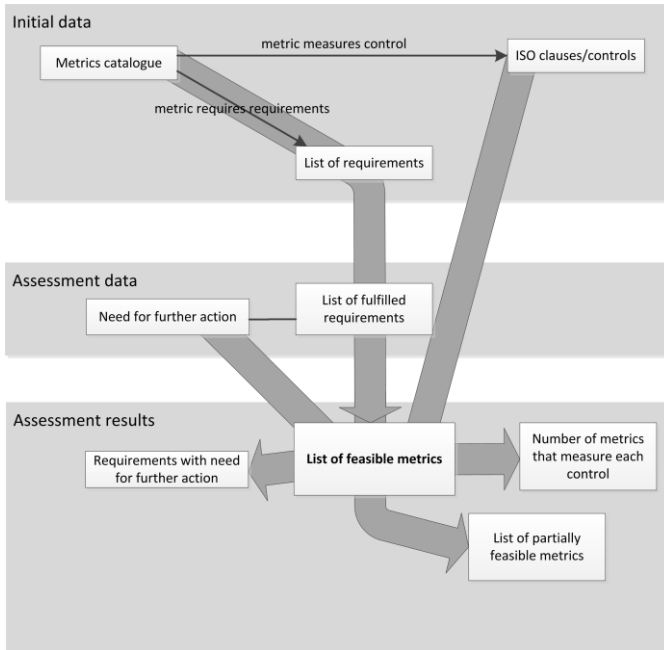 Initial data
metric measures control
Metrics catalogue
ISO clauses/controls
metric requires requirements
List of requirements
Assessment data
Need for further action
List of fulfilled
requirements
Assessment results
List of feasible metrics
Requirements with need
for further action
Number of metrics
that measure each
control
List of partially
feasible metrics